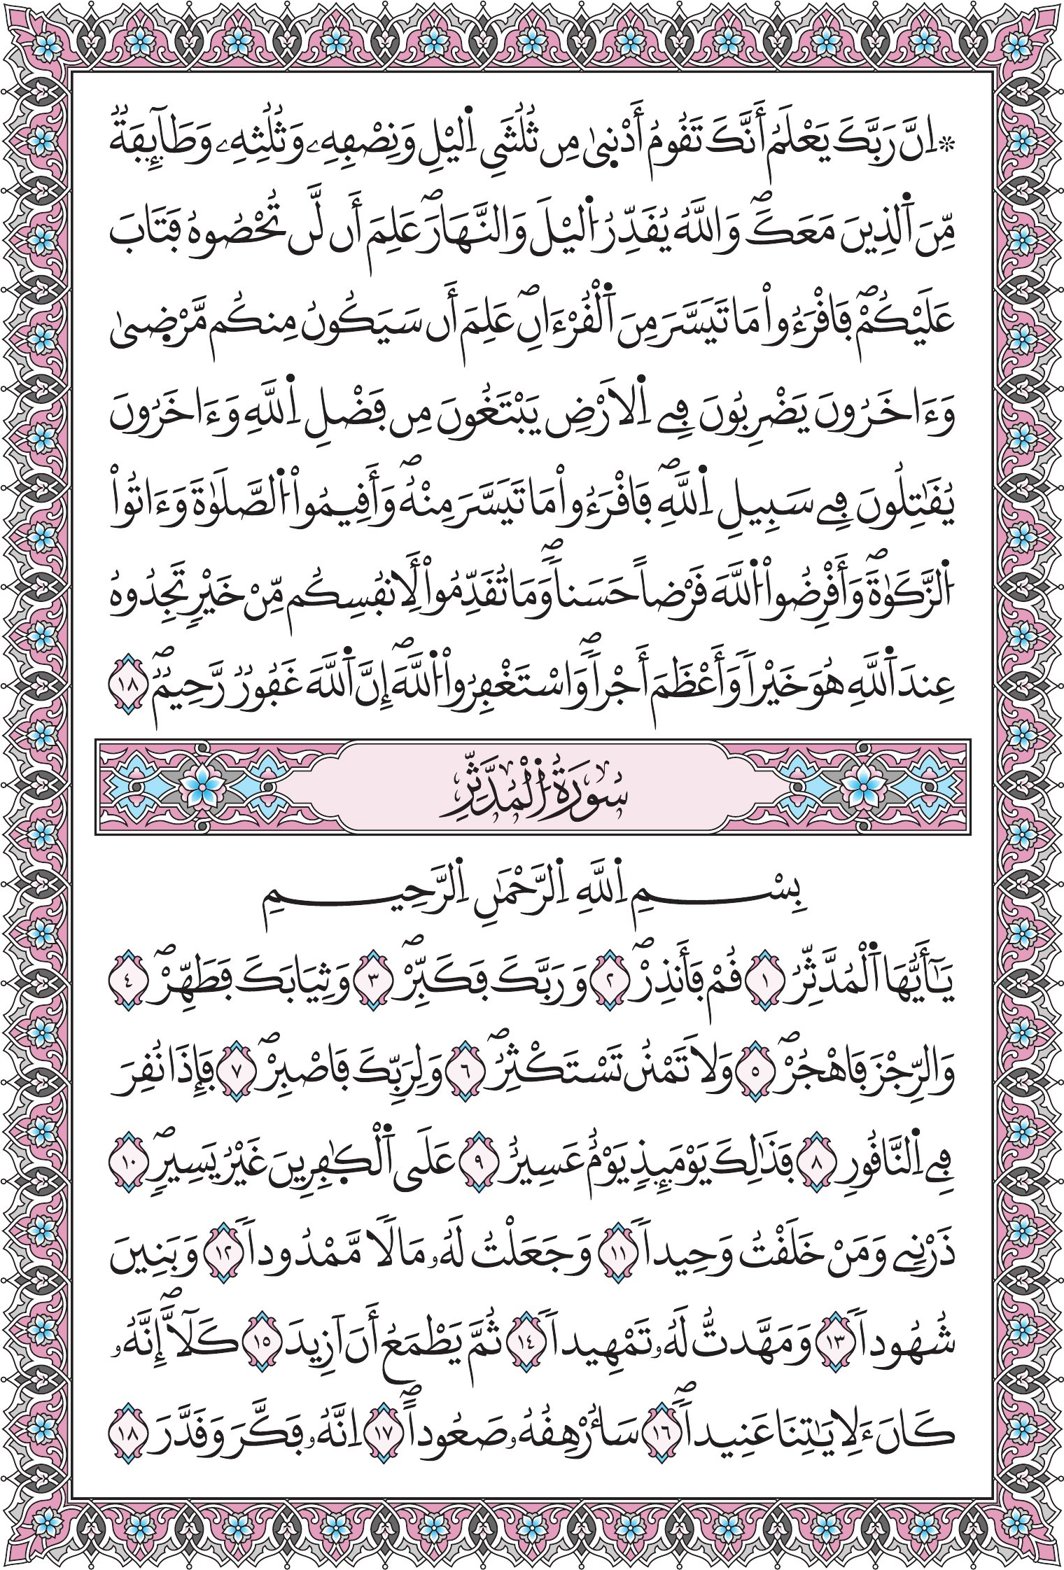 ۞ اِنَّ رَبَّكَ يَعْلَمُ أَنَّكَ تَقُومُ أَدْنۭيٰ مِن ثُلُثَيِ اِ۬ليْلِ وَنِصْفِهِۦ وَثُلُثِهِۦ وَطَآئِفَةٞ
مِّنَ اَ۬لذِينَ مَعَكَۖ وَاللَّهُ يُقَدِّرُ اُ۬ليْلَ وَالنَّهَارَۖ عَلِمَ أَن لَّن تُحْصُوهُ فَتَابَ
عَلَيْكُمْۖ فَاقْرَءُواْ مَا تَيَسَّرَ مِنَ اَ۬لْقُرْءَانِۖ عَلِمَ أَن سَيَكُونُ مِنكُم مَّرْضۭيٰ
وَءَاخَرُونَ يَضْرِبُونَ فِے اِ۬لَارْضِ يَبْتَغُونَ مِن فَضْلِ اِ۬للَّهِ وَءَاخَرُونَ
يُقَٰتِلُونَ فِے سَبِيلِ اِ۬للَّهِۖ فَاقْرَءُواْ مَا تَيَسَّرَ مِنْهُۖ وَأَقِيمُواْ اُ۬لصَّلَوٰةَ وَءَاتُواْ
اُ۬لزَّكَوٰةَۖ وَأَقْرِضُواْ اُ۬للَّهَ قَرْضاً حَسَناٗۖ وَمَا تُقَدِّمُواْ لَأِنفُسِكُم مِّنْ خَيْرٖ تَجِدُوهُ
عِندَ اَ۬للَّهِ هُوَ خَيْراٗ وَأَعْظَمَ أَجْراٗۖ وَاسْتَغْفِرُواْ اُ۬للَّهَۖ إِنَّ اَ۬للَّهَ غَفُورٞ رَّحِيمٞۖ ١٨
سُورَةُ اُ۬لْمُدَّثِّرِ
بِسْمِ اِ۬للَّهِ اِ۬لرَّحْمَٰنِ اِ۬لرَّحِيمِ
يَٰٓأَيُّهَا اَ۬لْمُدَّثِّرُ ١ قُمْ فَأَنذِرْۖ ٢ وَرَبَّكَ فَكَبِّرْۖ ٣ وَثِيَابَكَ فَطَهِّرْۖ ٤
وَالرِّجْزَ فَاهْجُرْۖ ٥ وَلَا تَمْنُن تَسْتَكْثِرُۖ ٦ وَلِرَبِّكَ فَاصْبِرْۖ ٧ فَإِذَا نُقِرَ
فِے اِ۬لنَّاقُورِ ٨ فَذَٰلِكَ يَوْمَئِذٖ يَوْمٌ عَسِيرٌ ٩ عَلَي اَ۬لْكٰ۪فِرِينَ غَيْرُ يَسِيرٖۖ ١٠
ذَرْنِے وَمَنْ خَلَقْتُ وَحِيداٗ ١١ وَجَعَلْتُ لَهُۥ مَالاٗ مَّمْدُوداٗ ١٢ وَبَنِينَ
شُهُوداٗ ١٣ وَمَهَّدتُّ لَهُۥ تَمْهِيداٗ ١٤ ثُمَّ يَطْمَعُ أَنَ اَزِيدَ ١٥ كَلَّآۖ إِنَّهُۥ
كَانَ ءَلِايَٰتِنَا عَنِيداٗۖ ١٦ سَأُرْهِقُهُۥ صَعُوداًۖ ١٧ اِنَّهُۥ فَكَّرَ وَقَدَّرَ ١٨